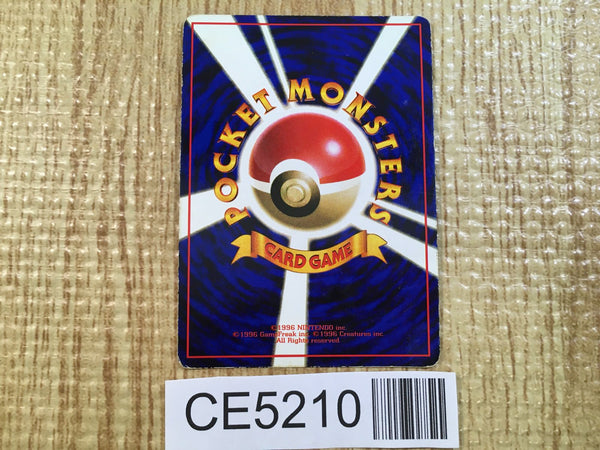 POCKET MONSTERS
CARD GAME
©1996 NINTENDO inc.
©1996 GameFreak inc. ©1996 Creatures inc.
All Rights reserved.
CE5210